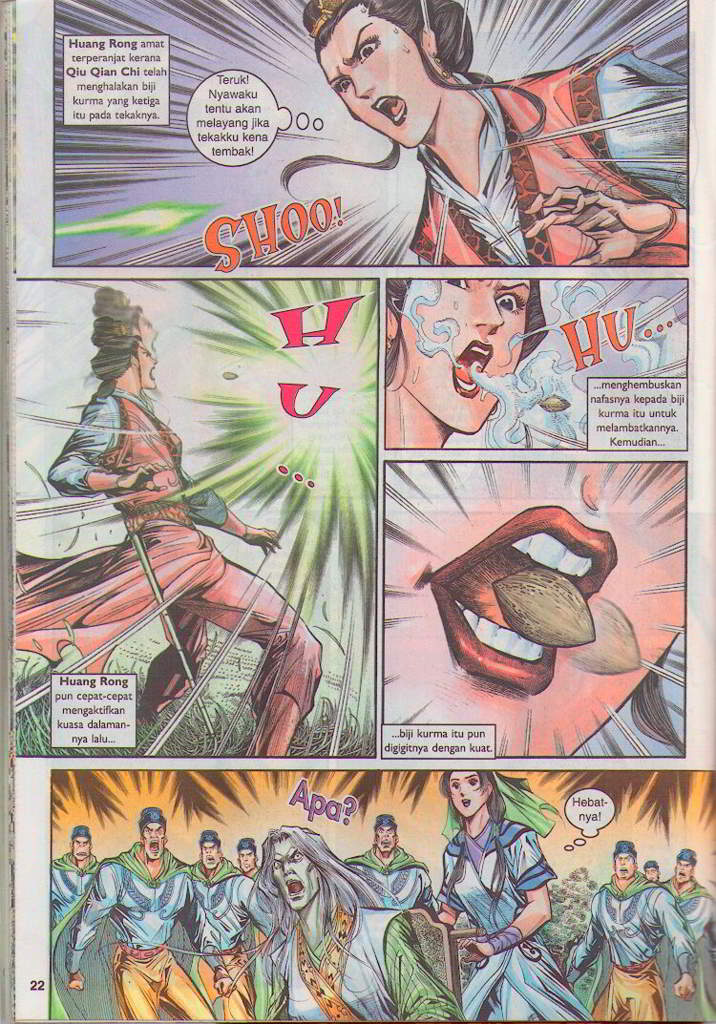 Huang Rong amat
terperanjat kerana
Qiu Qian Chi telah
menghalakan biji
kurma yang ketiga
itu pada tekaknya.
Teruk!
Nyawaku
tentu akan
melayang jika
tekakku kena
tembak!
SHOO!
HU...
Huang Rong
pun cepat-cepat
mengaktifkan
kuasa dalaman-
nya lalu...
HU...
...menghembuskan
nafasnya kepada biji
kurma itu untuk
melambatkannya.
Kemudian...
...biji kurma itu pun
digigitnya dengan kuat.
Apa?
Hebat-
nya!
22